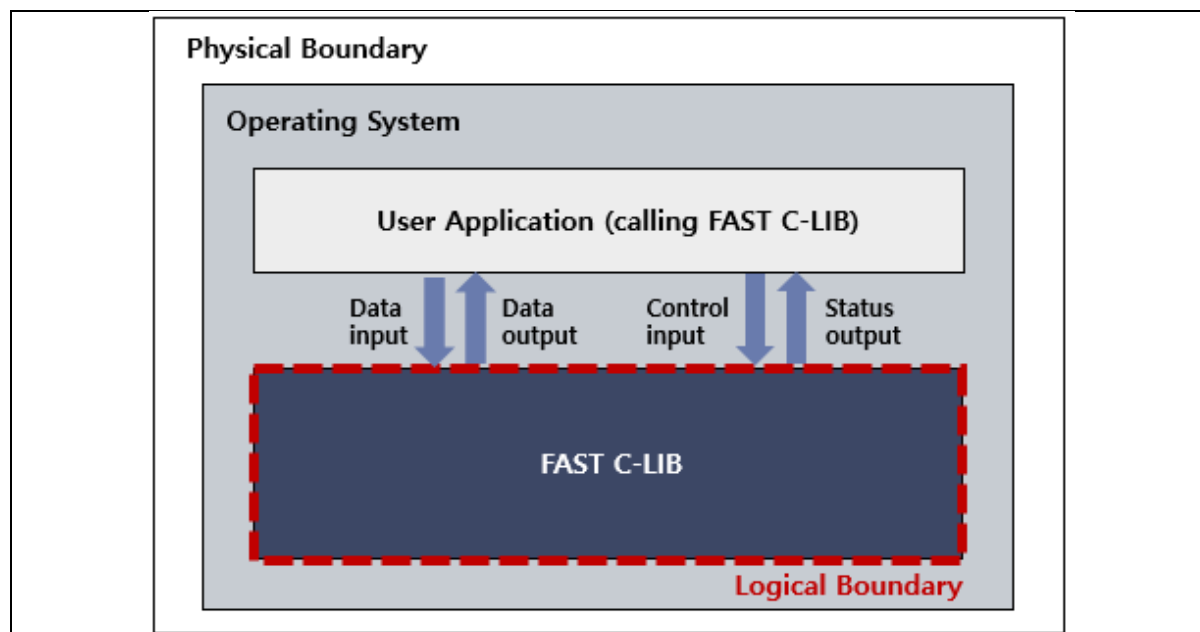 Physical Boundary
Operating System
User Application (calling FAST C-LIB)
Data
input
Data
output
Control
input
Status
output
FAST C-LIB
Logical Boundary